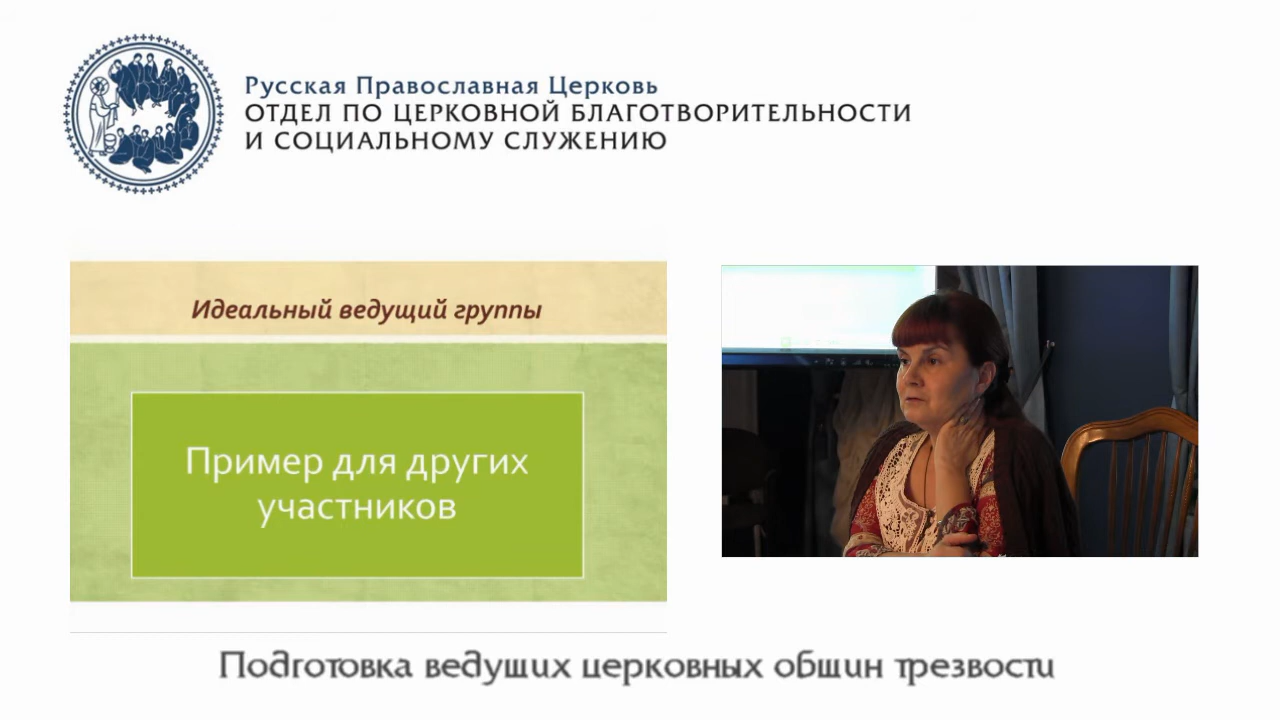 Русская Православная Церковь
ОТДЕЛ ПО ЦЕРКОВНОЙ БЛАГОТВОРИТЕЛЬНОСТИ
И СОЦИАЛЬНОМУ СЛУЖЕНИЮ
Идеальный ведущий группы
Пример для других
участников
Подготовка ведущих церковных общин трезвости